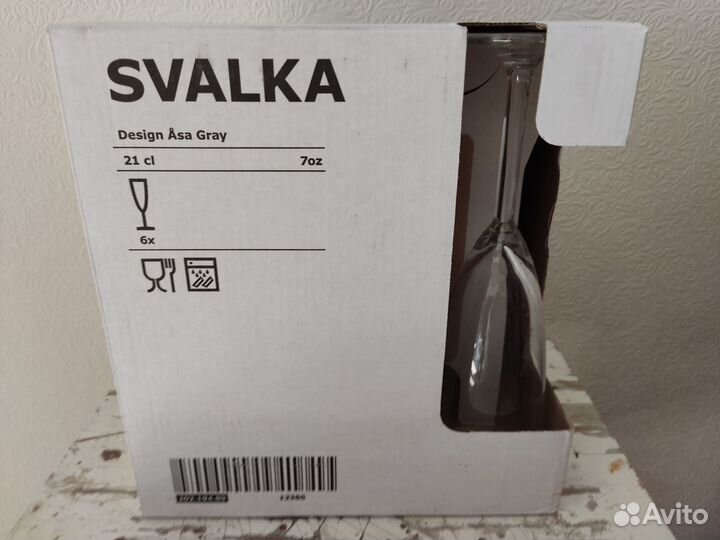 SVALKA
Design Åsa Gray
21 cl 7oz
6x
Avito